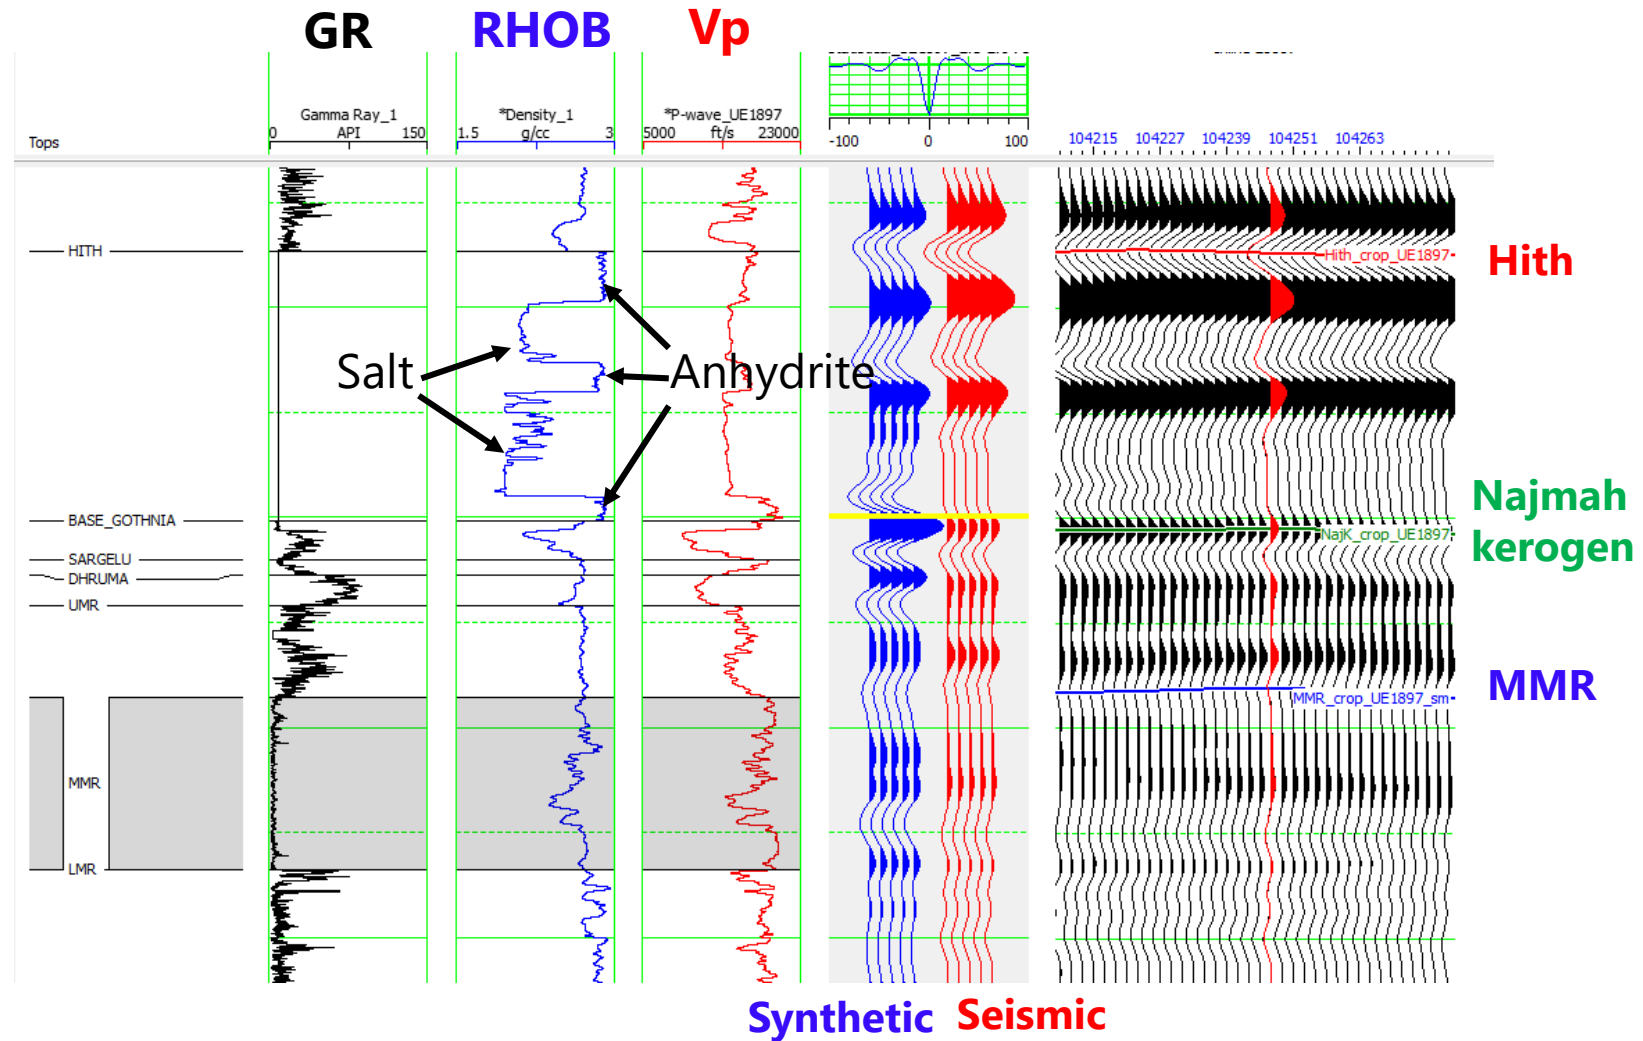 GR RHOB Vp
Gamma Ray_1
0 API 150
*Density_1
1.5 g/cc 3
*P-wave_UE1897
5000 ft/s 23000
-100 0 100
104215 104227 104239 104251 104263
Tops
HITH
Hith_crop_UE1897
Hith
Salt
Anhydrite
BASE_GOTHNIA
NajK_crop_UE1897
Najmah
kerogen
SARGELU
DHRUMA
UMR
MMR_crop_UE1897_sm
MMR
MMR
LMR
Synthetic Seismic